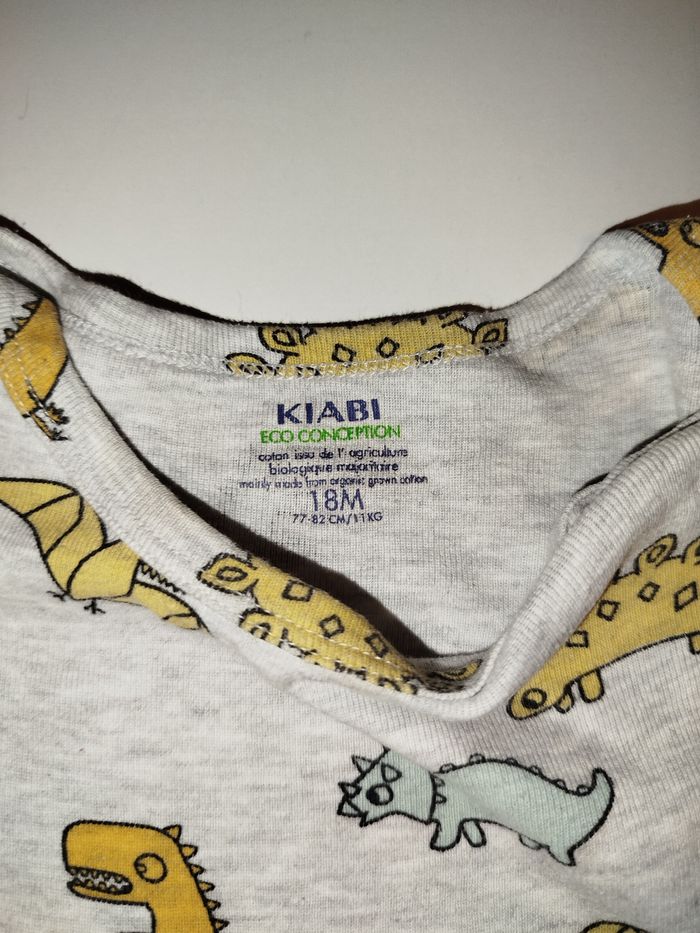 KIABI
ECO CONCEPTION
coton issu de l' agriculture
biologique majoritaire
mainly made from organic grown cotton
18M
77-82 CM/11KG